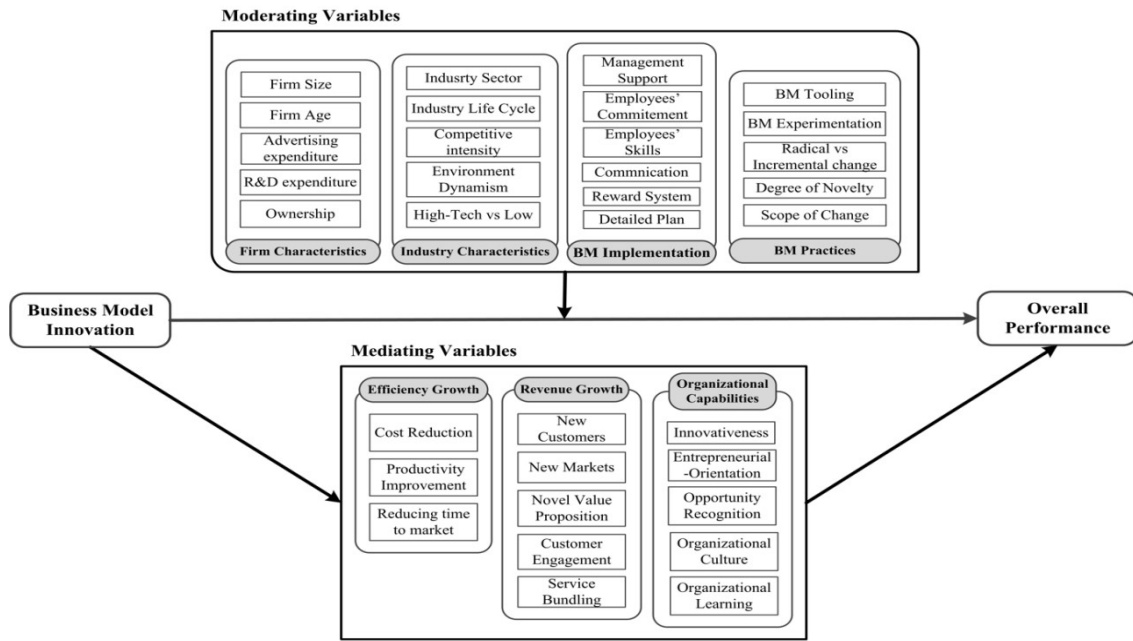 Moderating Variables
Firm Size
Firm Age
Advertising
expenditure
R&D expenditure
Ownership
Firm Characteristics
Indusrty Sector
Industry Life Cycle
Competitive
intensity
Environment
Dynamism
High-Tech vs Low
Industry Characteristics
Management
Support
Employees'
Commitement
Employees'
Skills
Commnication
Reward System
Detailed Plan
BM Implementation
BM Tooling
BM Experimentation
Radical vs
Incremental change
Degree of Novelty
Scope of Change
BM Practices
Business Model
Innovation
Overall
Performance
Mediating Variables
Efficiency Growth
Cost Reduction
Productivity
Improvement
Reducing time
to market
Revenue Growth
New
Customers
New Markets
Novel Value
Proposition
Customer
Engagement
Service
Bundling
Organizational
Capabilities
Innovativeness
Entrepreneurial
-Orientation
Opportunity
Recognition
Organizational
Culture
Organizational
Learning